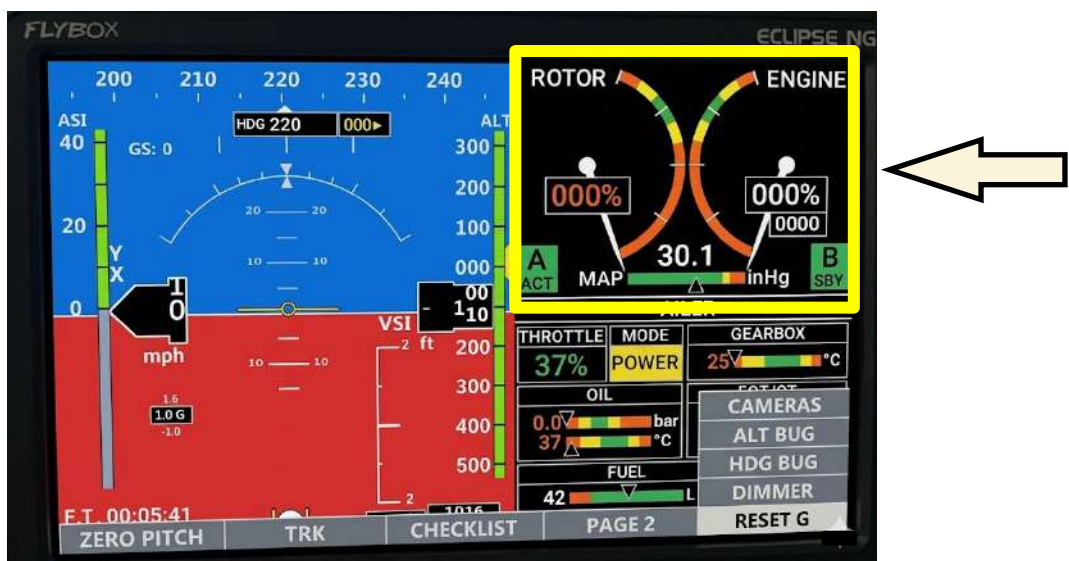 FLYBOX
ECLIPSE NG
200 210 220 230 240
ASI
40
GS: 0
HDG 220 000
ALT
300
200
20
20 20
100
Y
X
10 10
000
0
1
0
00
- 1 10
mph
VSI
2 ft 200
10 10
1.6
1.0 G
-1.0
300
400
500
2
F.T. 00:05:41
1016
ROTOR
ENGINE
000%
000%
0000
A
ACT
30.1
MAP
inHg
B
SBY
THROTTLE
37%
MODE
POWER
GEARBOX
25 °C
OIL
0.0 bar
37 °C
FUEL
42 L
CAMERAS
ALT BUG
HDG BUG
DIMMER
RESET G
ZERO PITCH TRK CHECKLIST PAGE 2